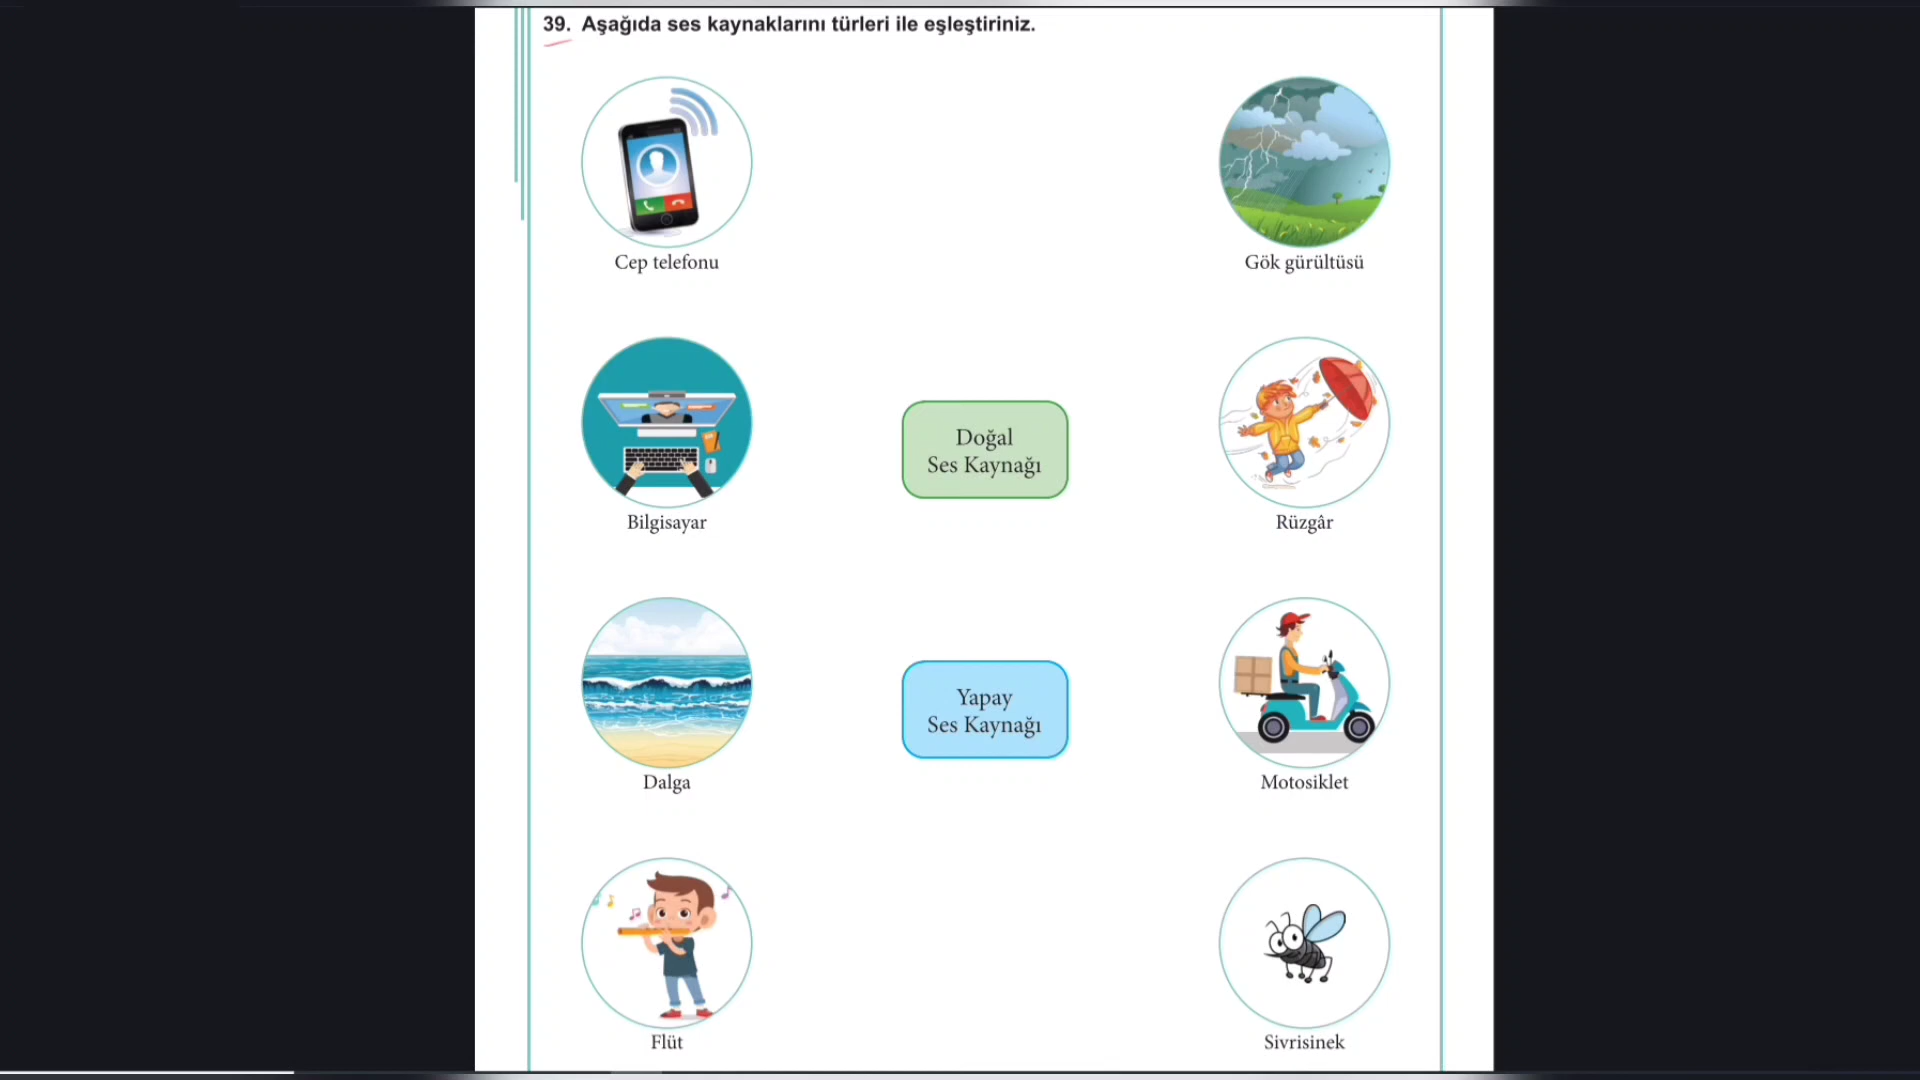 39. Aşağıda ses kaynaklarını türleri ile eşleştiriniz.
Cep telefonu
Gök gürültüsü
Bilgisayar
Doğal
Ses Kaynağı
Rüzgâr
Dalga
Yapay
Ses Kaynağı
Motosiklet
Flüt
Sivrisinek